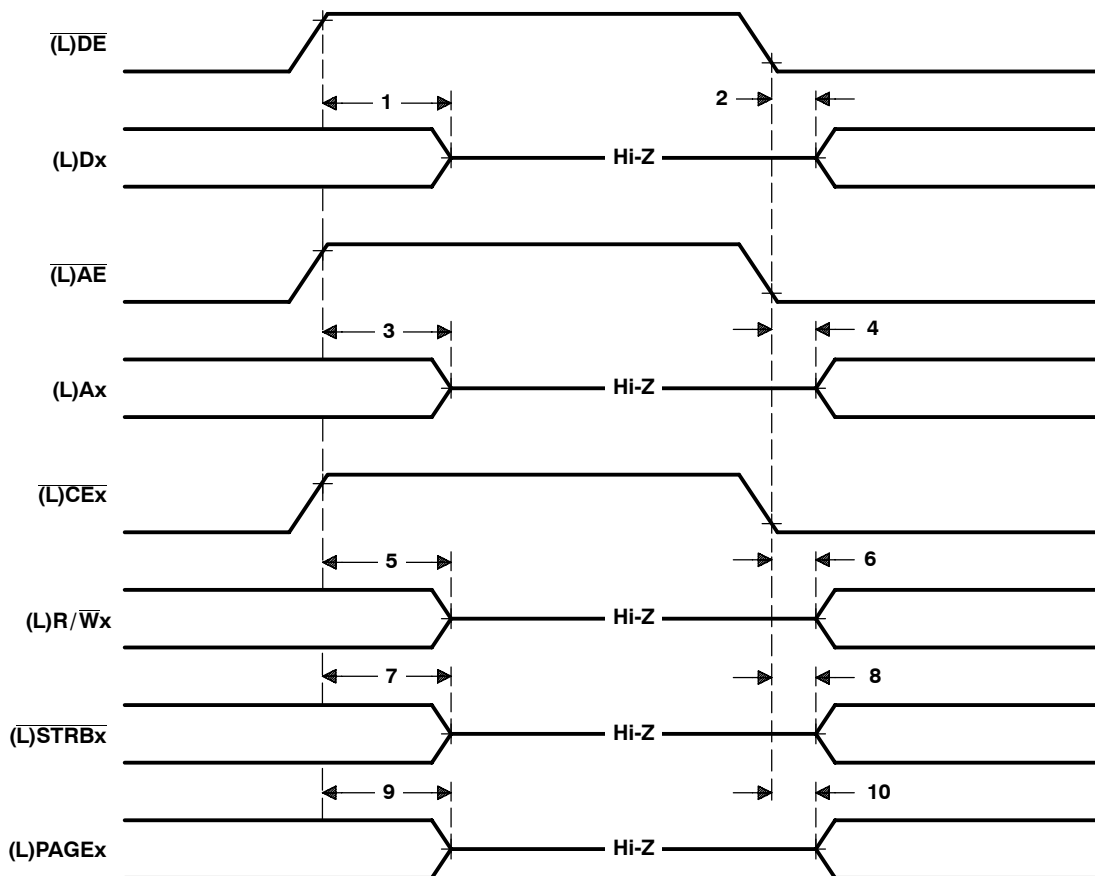 (L)DE
1
2
(L)Dx
Hi-Z
(L)AE
3
4
(L)Ax
Hi-Z
(L)CEx
5
6
(L)R/Wx
Hi-Z
7
8
(L)STRBx
Hi-Z
9
10
(L)PAGEx
Hi-Z